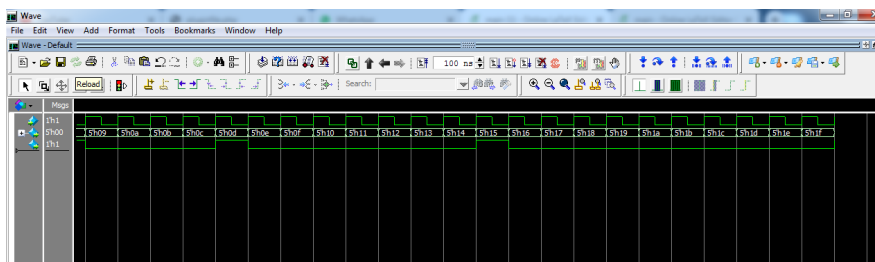 Wave
File Edit View Add Format Tools Bookmarks Window Help
Wave - Default
100 ns
Reload
Search:
Msgs
1'h1
5'h00 5'h09 5'h0a 5'h0b 5'h0c 5'h0d 5'h0e 5'h0f 5'h10 5'h11 5'h12 5'h13 5'h14 5'h15 5'h16 5'h17 5'h18 5'h19 5'h1a 5'h1b 5'h1c 5'h1d 5'h1e 5'h1f
1'h1